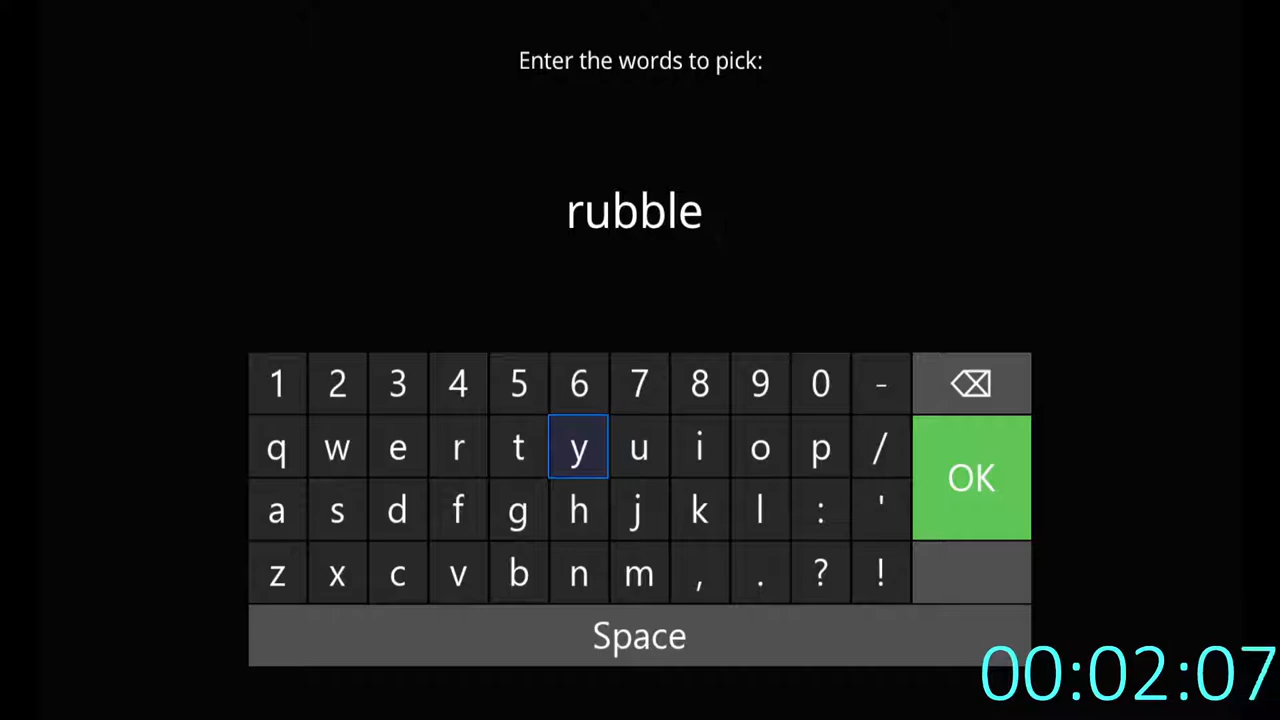 Enter the words to pick:
rubble
1 2 3 4 5 6 7 8 9 0 - ⌫
q w e r t y u i o p / OK
a s d f g h j k l : '
z x c v b n m , . ? !
Space
00:02:07